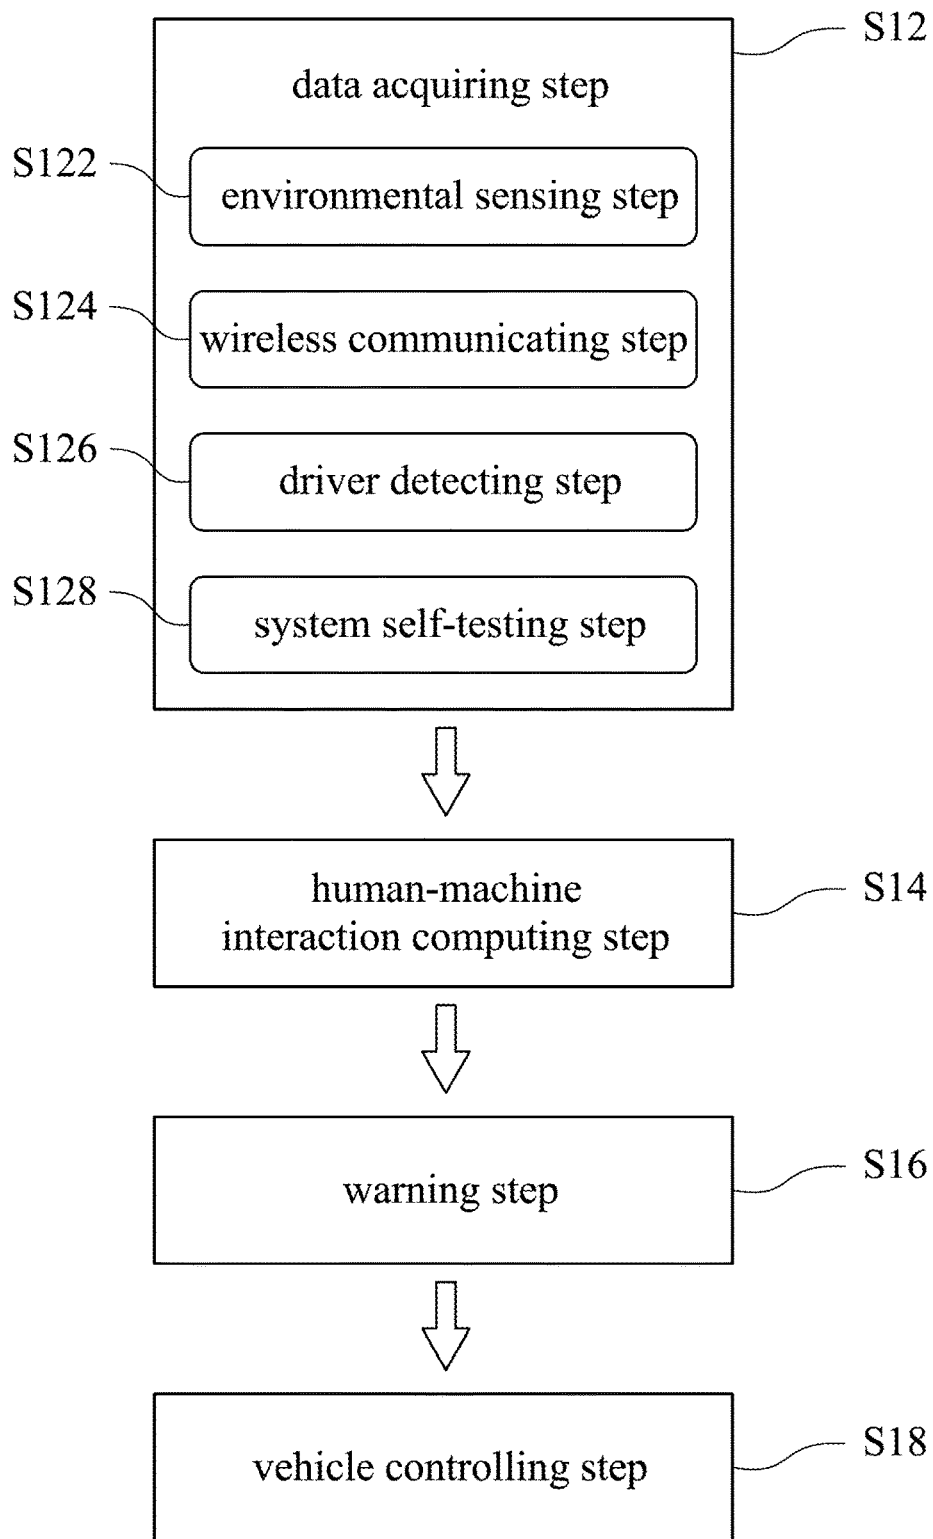 S12
data acquiring step
S122
environmental sensing step
S124
wireless communicating step
S126
driver detecting step
S128
system self-testing step
human-machine
interaction computing step
S14
warning step
S16
vehicle controlling step
S18